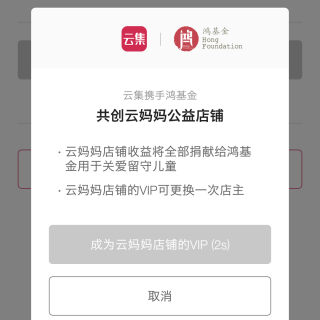 云集
鸿基金
Hong
Foundation
云集携手鸿基金
共创云妈妈公益店铺
· 云妈妈店铺收益将全部捐献给鸿基
金用于关爱留守儿童
· 云妈妈店铺的VIP可更换一次店主
成为云妈妈店铺的VIP (2s)
取消